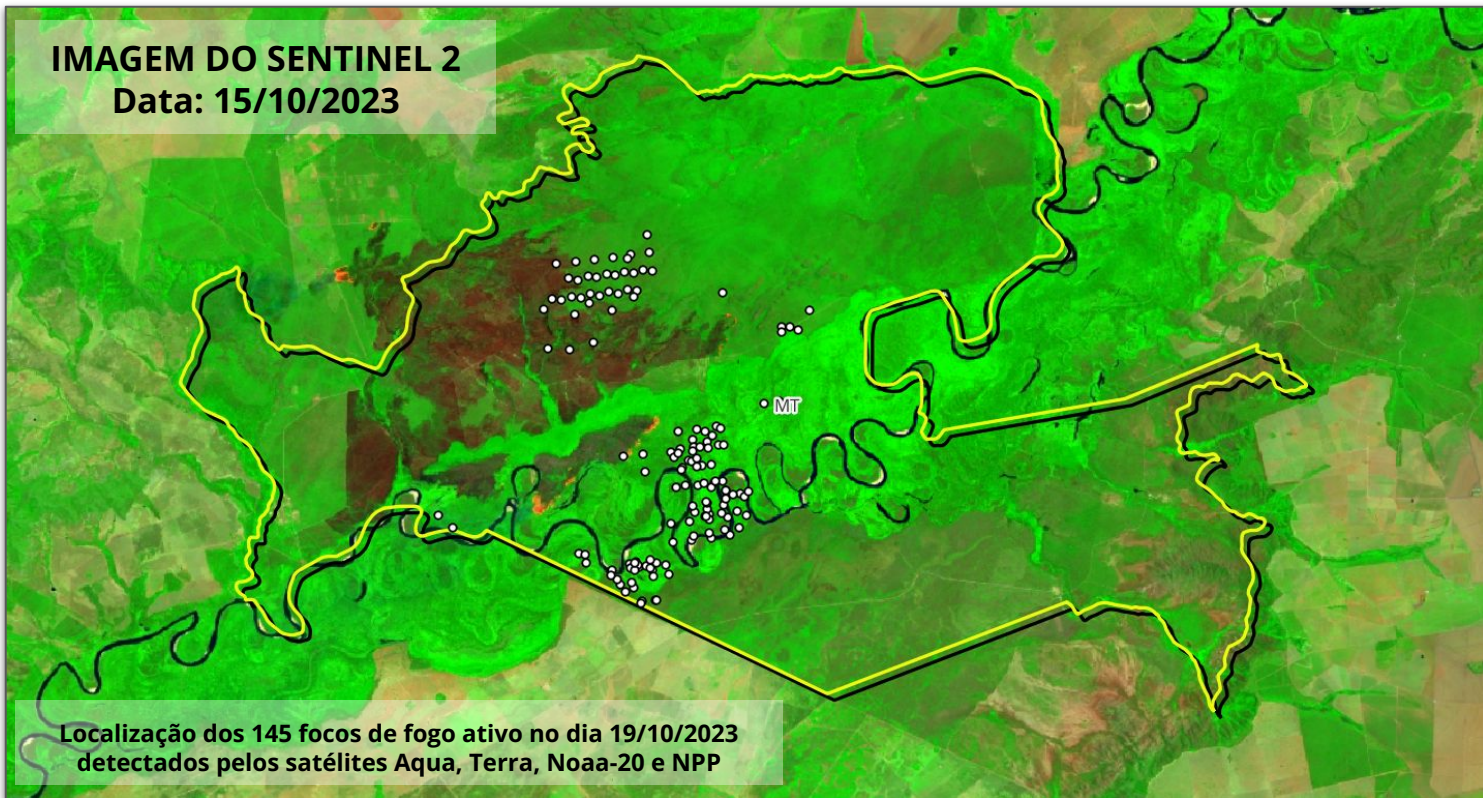 IMAGEM DO SENTINEL 2
Data: 15/10/2023
MT
Localização dos 145 focos de fogo ativo no dia 19/10/2023
detectados pelos satélites Aqua, Terra, Noaa-20 e NPP